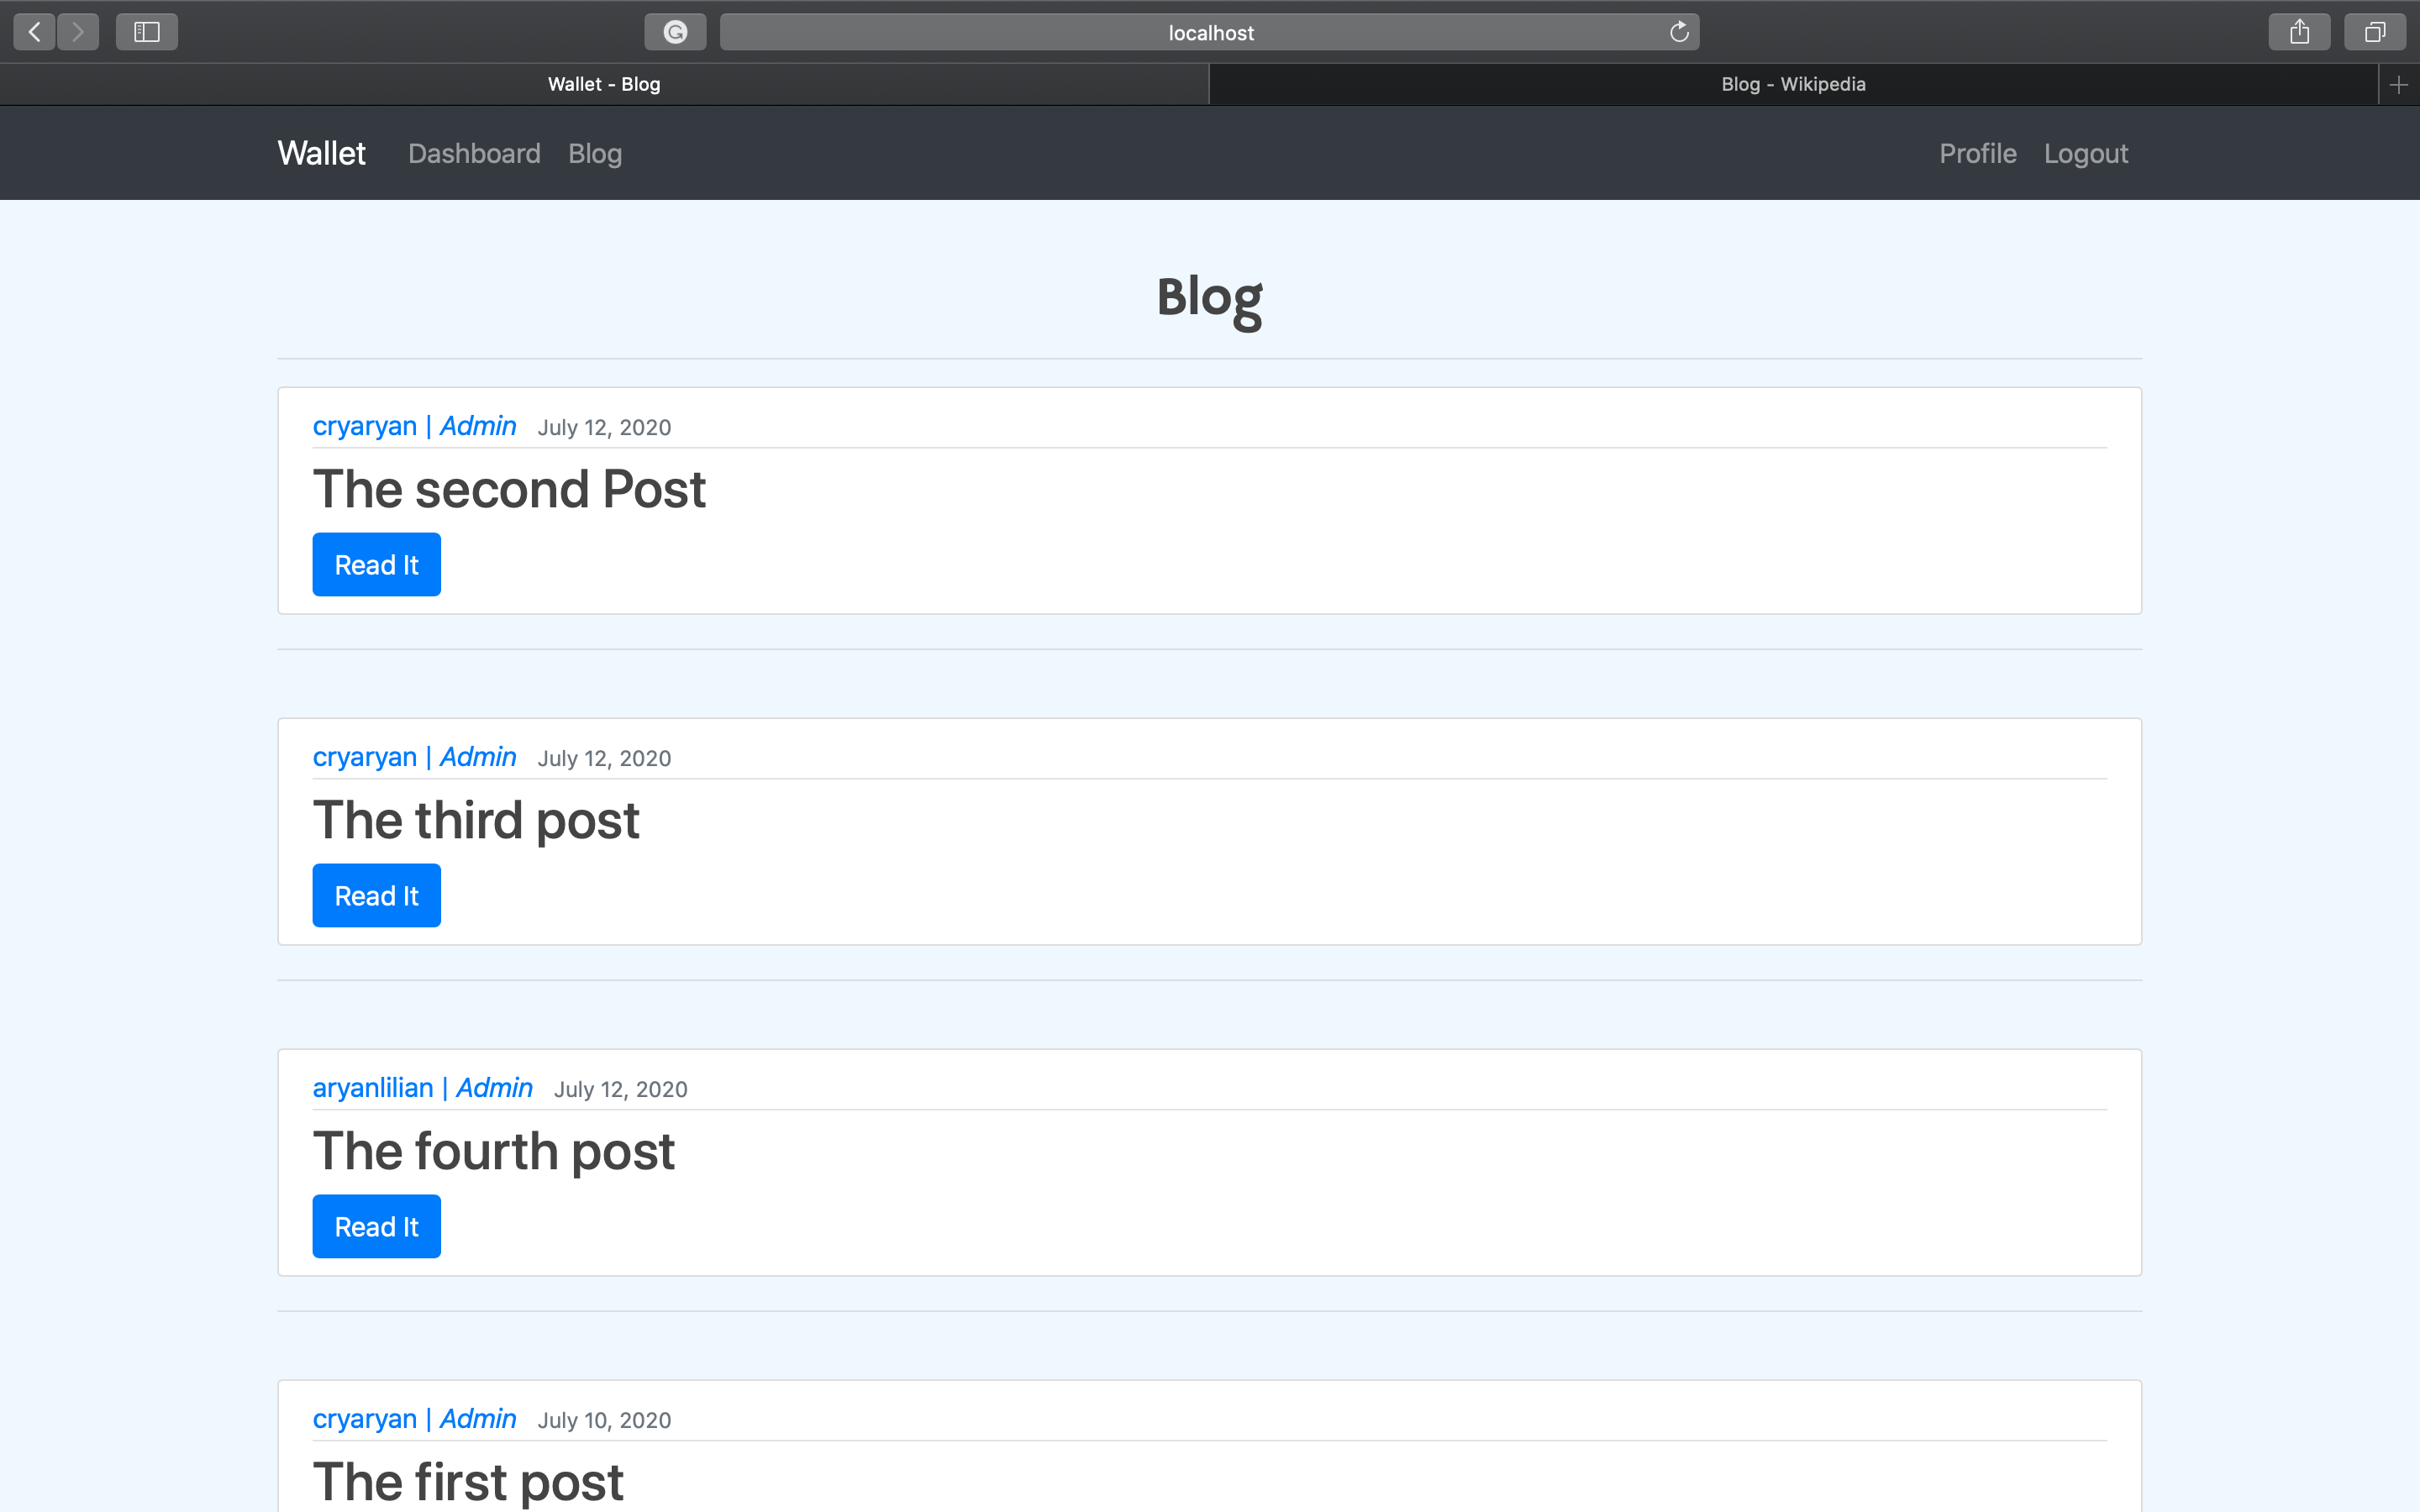 localhost
Wallet - Blog
Blog - Wikipedia
Wallet Dashboard Blog Profile Logout
Blog
cryaryan | Admin July 12, 2020
The second Post
Read It
cryaryan | Admin July 12, 2020
The third post
Read It
aryanlilian | Admin July 12, 2020
The fourth post
Read It
cryaryan | Admin July 10, 2020
The first post